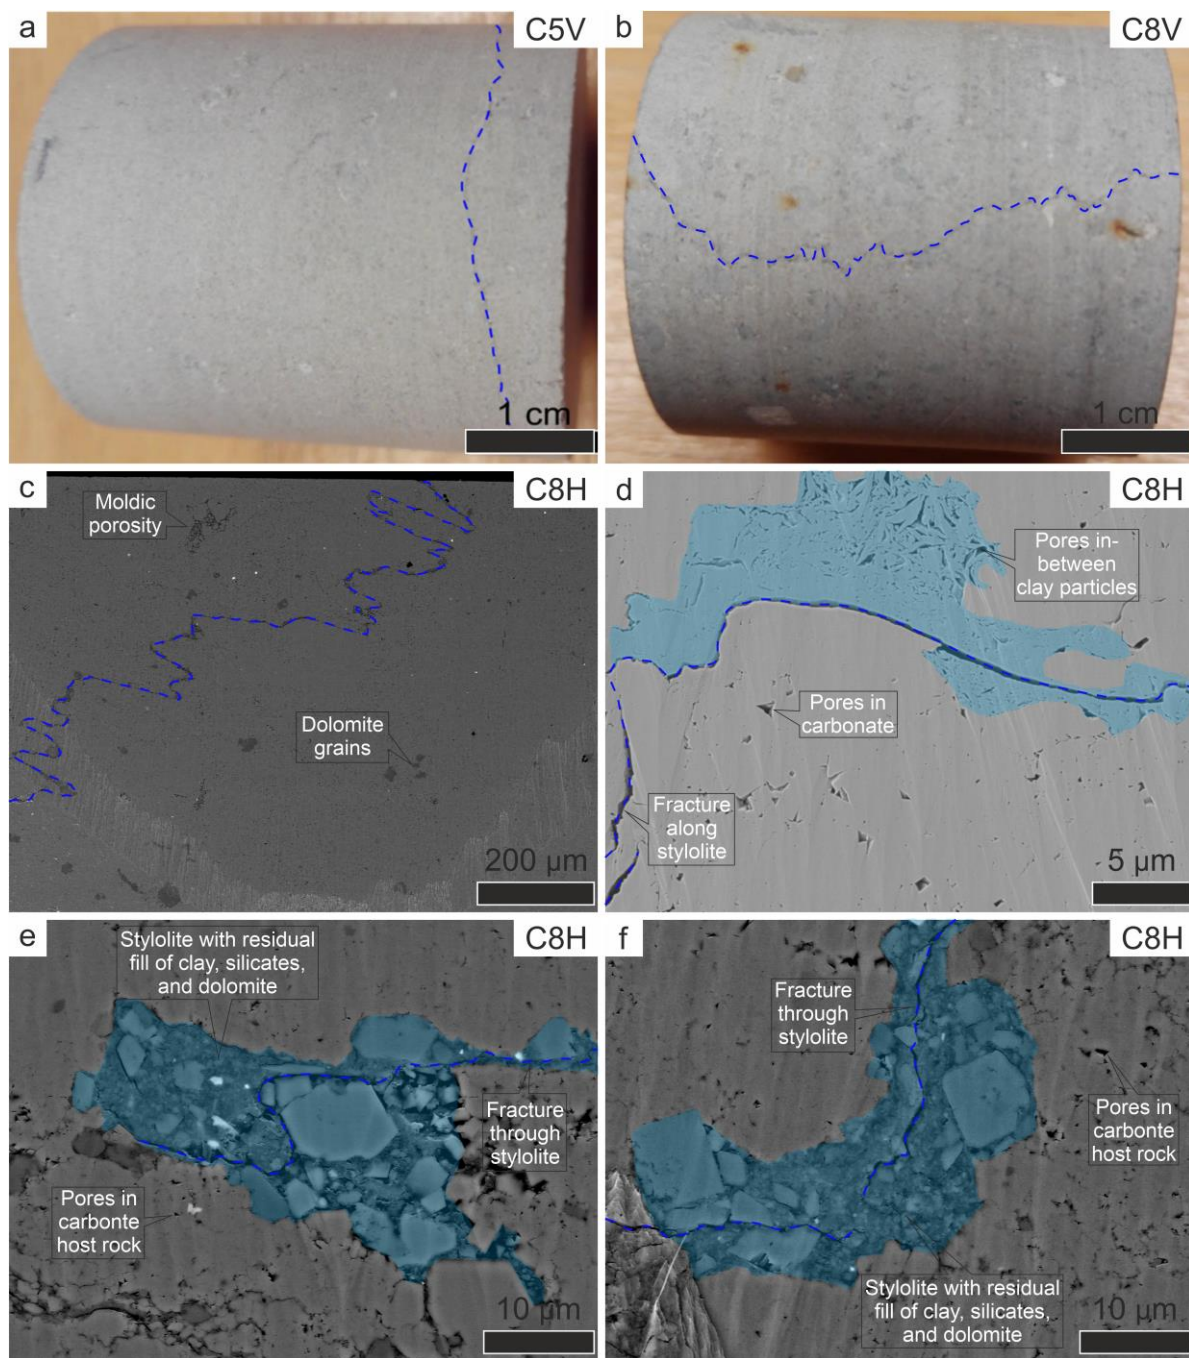 a
C5V
1 cm
b
C8V
1 cm
c
C8H
Moldic
porosity
Dolomite
grains
200 µm
d
C8H
Pores in-
between
clay particles
Pores in
carbonate
Fracture
along
stylolite
5 µm
e
C8H
Stylolite with residual
fill of clay, silicates,
and dolomite
Fracture
through
stylolite
Pores in
carbonte
host rock
10 µm
f
C8H
Fracture
through
stylolite
Pores in
carbonte
host rock
Stylolite with residual
fill of clay, silicates,
and dolomite
10 µm